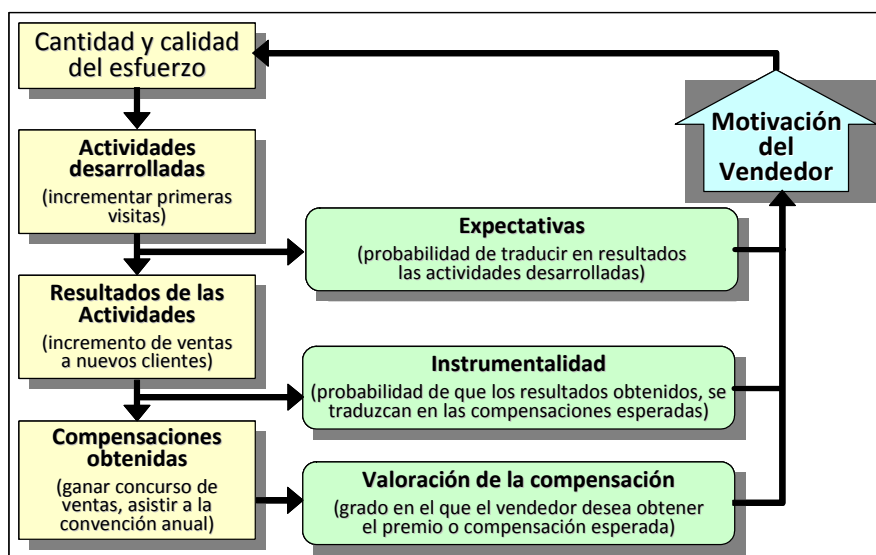 Cantidad y calidad
del esfuerzo
Motivación
del
Vendedor
Actividades
desarrolladas
(incrementar primeras
visitas)
Expectativas
(probabilidad de traducir en resultados
las actividades desarrolladas)
Resultados de las
Actividades
(incremento de ventas
a nuevos clientes)
Instrumentalidad
(probabilidad de que los resultados obtenidos, se
traduzcan en las compensaciones esperadas)
Compensaciones
obtenidas
(ganar concurso de
ventas, asistir a la
convención anual)
Valoración de la compensación
(grado en el que el vendedor desea obtener
el premio o compensación esperada)